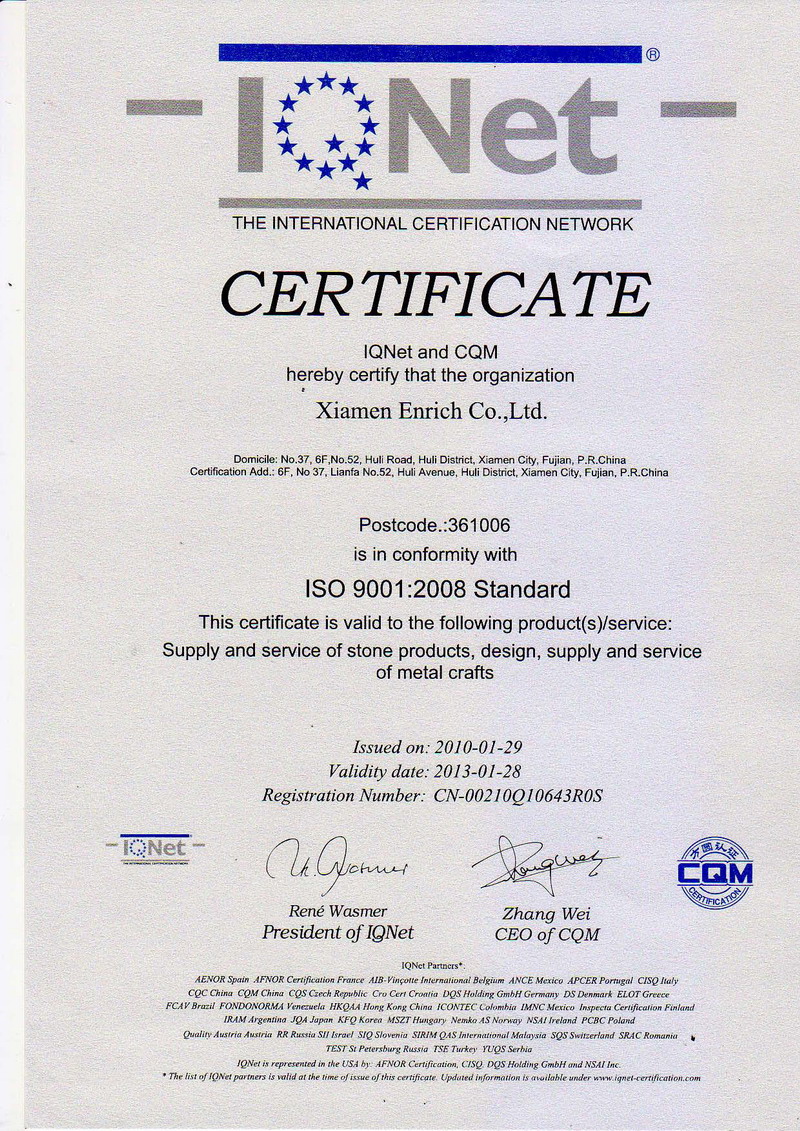 IQNet ®
THE INTERNATIONAL CERTIFICATION NETWORK
CERTIFICATE
IQNet and CQM
hereby certify that the organization
Xiamen Enrich Co.,Ltd.
Domicile: No.37, 6F,No.52, Huli Road, Huli District, Xiamen City, Fujian, P.R.China
Certification Add.: 6F, No 37, Lianfa No.52, Huli Avenue, Huli District, Xiamen City, Fujian, P.R.China
Postcode.:361006
is in conformity with
ISO 9001:2008 Standard
This certificate is valid to the following product(s)/service:
Supply and service of stone products, design, supply and service
of metal crafts
Issued on: 2010-01-29
Validity date: 2013-01-28
Registration Number: CN-00210Q10643R0S
IQNet
THE INTERNATIONAL CERTIFICATION NETWORK
R. Wasmer
Zhang Wei
方圆认证
CQM
CERTIFICATION
René Wasmer
President of IQNet
Zhang Wei
CEO of CQM
IQNet Partners*:
AENOR Spain AFNOR Certification France AIB-Vinçotte International Belgium ANCE Mexico APCER Portugal CISQ Italy
CQC China CQM China CQS Czech Republic Cro Cert Croatia DQS Holding GmbH Germany DS Denmark ELOT Greece
FCAV Brazil FONDONORMA Venezuela HKQAA Hong Kong China ICONTEC Colombia IMNC Mexico Inspecta Certification Finland
IRAM Argentina JQA Japan KFQ Korea MSZT Hungary Nemko AS Norway NSAI Ireland PCBC Poland
Quality Austria Austria RR Russia SII Israel SIQ Slovenia SIRIM QAS International Malaysia SQS Switzerland SRAC Romania
TEST St Petersburg Russia TSE Turkey YUQS Serbia
IQNet is represented in the USA by: AFNOR Certification, CISQ, DQS Holding GmbH and NSAI Inc.
* The list of IQNet partners is valid at the time of issue of this certificate. Updated information is available under www.iqnet-certification.com